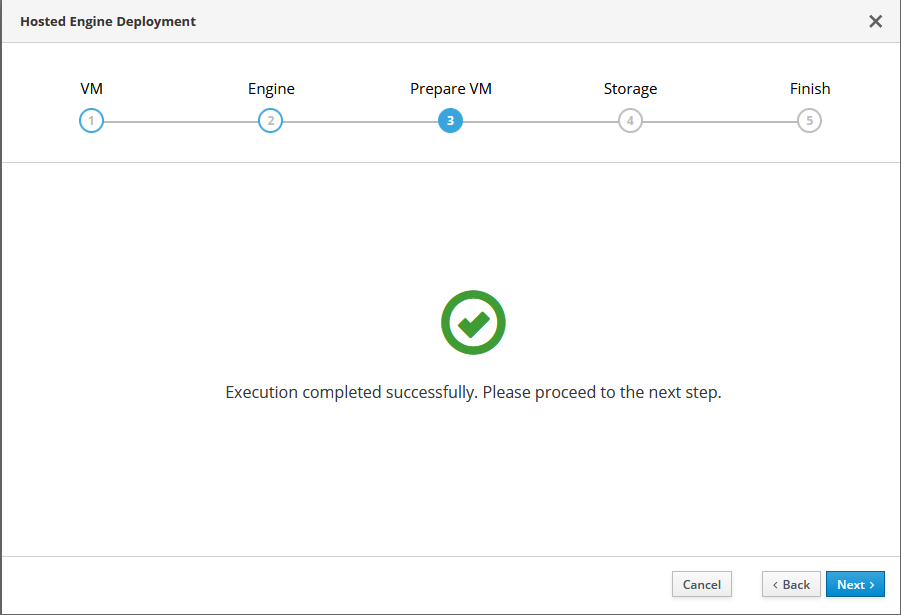 Hosted Engine Deployment
VM Engine Prepare VM Storage Finish
1 2 3 4 5
Execution completed successfully. Please proceed to the next step.
Cancel ‹ Back Next ›